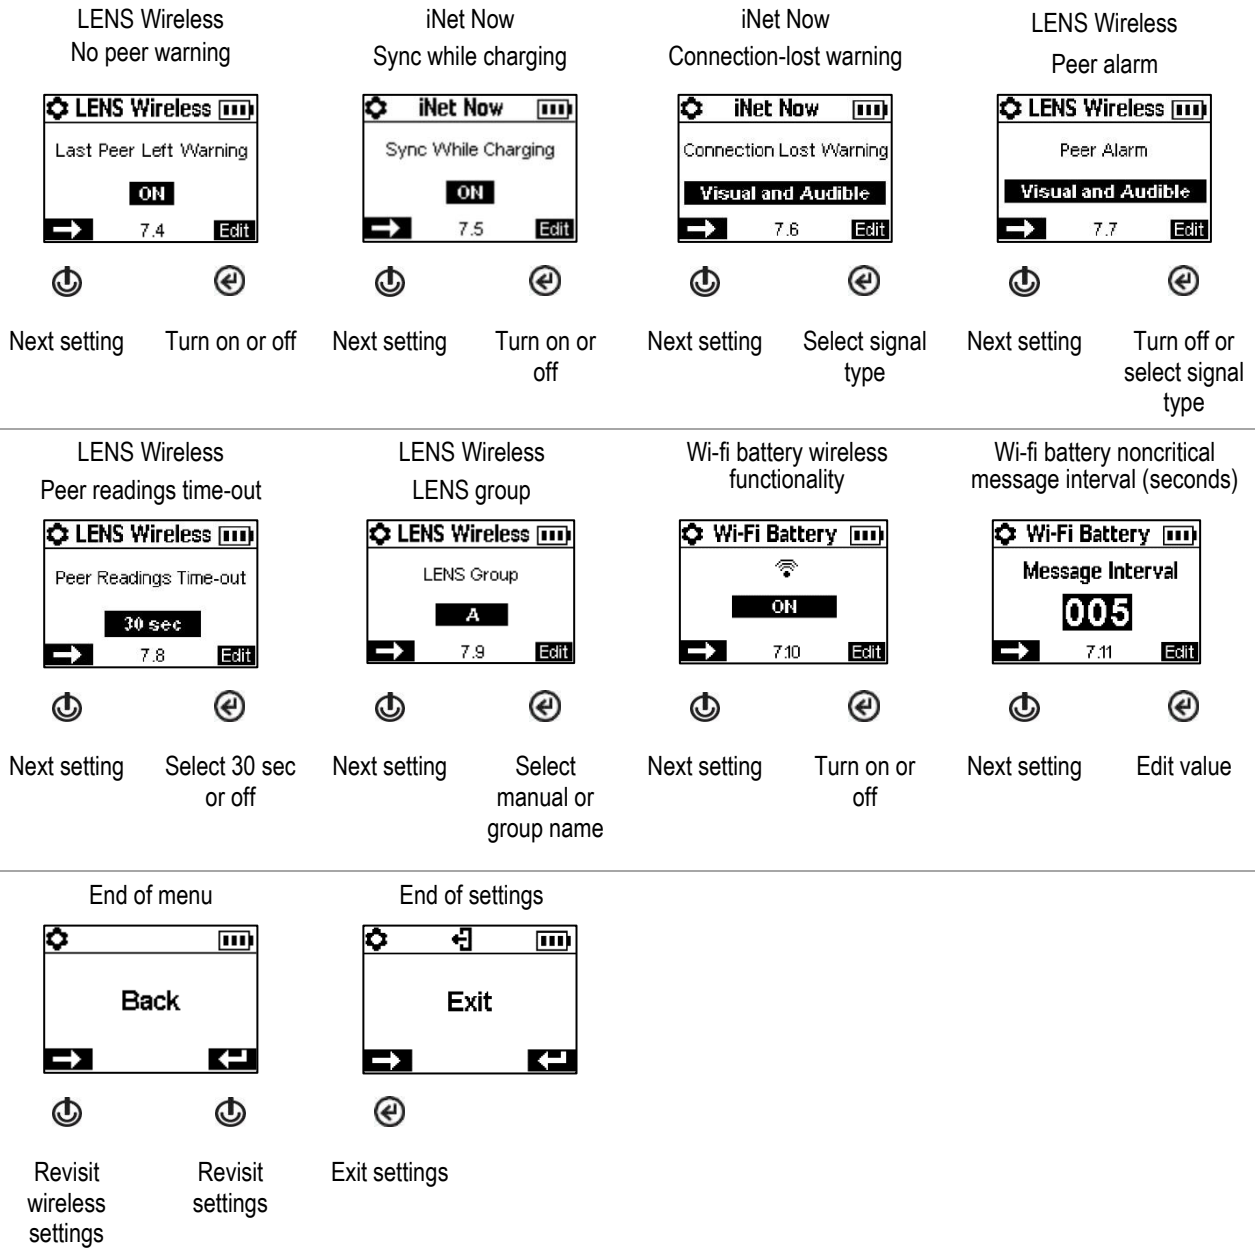 LENS Wireless
No peer warning
LENS Wireless
Last Peer Left Warning
ON
7.4 Edit
Next setting Turn on or off
iNet Now
Sync while charging
iNet Now
Sync While Charging
ON
7.5 Edit
Next setting Turn on or
off
iNet Now
Connection-lost warning
iNet Now
Connection Lost Warning
Visual and Audible
7.6 Edit
Next setting Select signal
type
LENS Wireless
Peer alarm
LENS Wireless
Peer Alarm
Visual and Audible
7.7 Edit
Next setting Turn off or
select signal
type
LENS Wireless
Peer readings time-out
LENS Wireless
Peer Readings Time-out
30 sec
7.8 Edit
Next setting Select 30 sec
or off
LENS Wireless
LENS group
LENS Wireless
LENS Group
A
7.9 Edit
Next setting Select
manual or
group name
Wi-fi battery wireless
functionality
Wi-Fi Battery
ON
7.10 Edit
Next setting Turn on or
off
Wi-fi battery noncritical
message interval (seconds)
Wi-Fi Battery
Message Interval
005
7.11 Edit
Next setting Edit value
End of menu
Back
Revisit
wireless
settings
Revisit
settings
End of settings
Exit
Exit settings